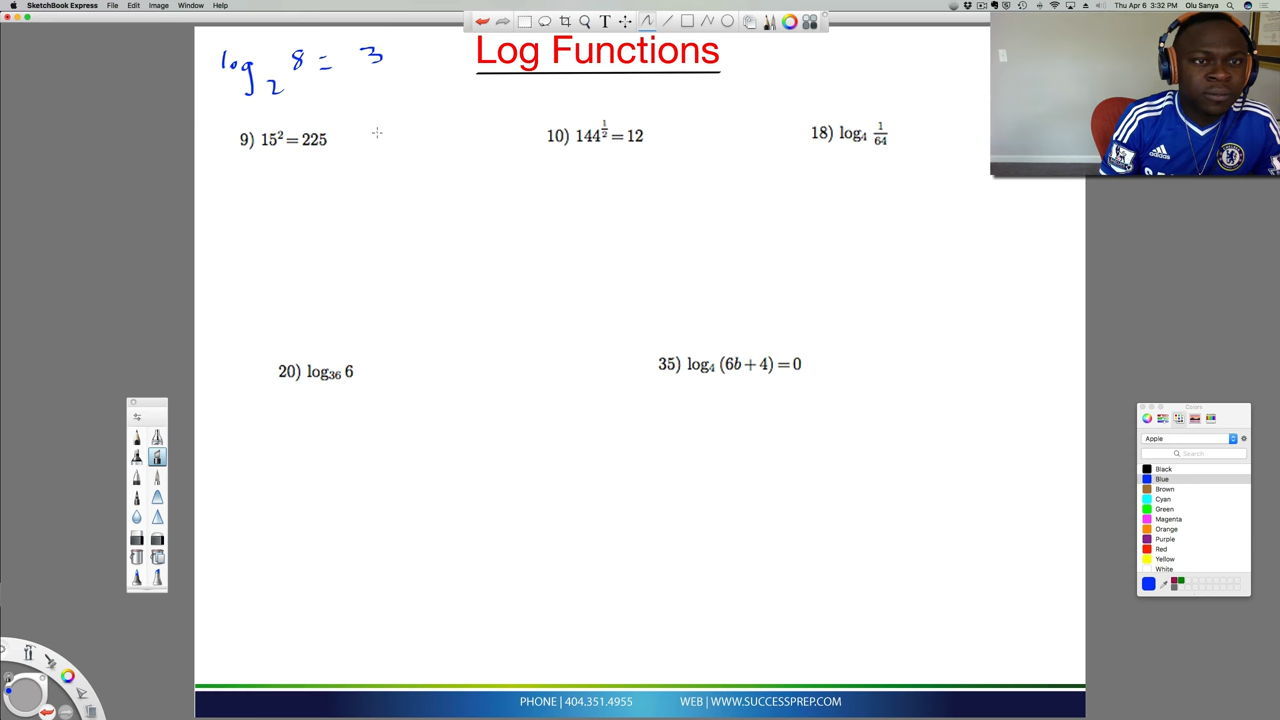 SketchBook Express File Edit Image Window Help
Thu Apr 6 3:32 PM Olu Sanya
Log Functions
log₂ 8 = 3
9) 15² = 225
10) 144^(1/2) = 12
18) log₄ 1/64
20) log₃₆ 6
35) log₄ (6b + 4) = 0
Colors
Apple
Search
Black
Blue
Brown
Cyan
Green
Magenta
Orange
Purple
Red
Yellow
White
PHONE | 404.351.4955 WEB | WWW.SUCCESSPREP.COM